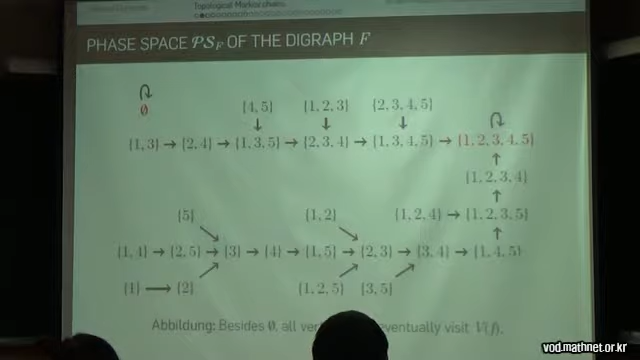 Topological Markov chains.
PHASE SPACE 𝒫𝒮_F OF THE DIGRAPH F
∅
{4, 5} {1, 2, 3} {2, 3, 4, 5}
{1, 3} → {2, 4} → {1, 3, 5} → {2, 3, 4} → {1, 3, 4, 5} → {1, 2, 3, 4, 5}
{1, 2, 3, 4}
{5} {1, 2} {1, 2, 4} → {1, 2, 3, 5}
{1, 4} → {2, 5} → {3} → {4} → {1, 5} → {2, 3} → {3, 4} → {1, 4, 5}
{1} → {2} {1, 2, 5} {3, 5}
Abbildung: Besides ∅, all ver eventually visit V(f).
vod.mathnet.or.kr